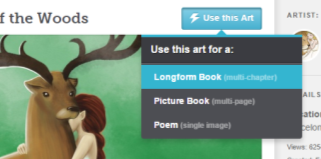 of the Woods
Use this Art
ARTIST:
Use this art for a:
Longform Book (multi-chapter)
Picture Book (multi-page)
Poem (single image)
Views: 625